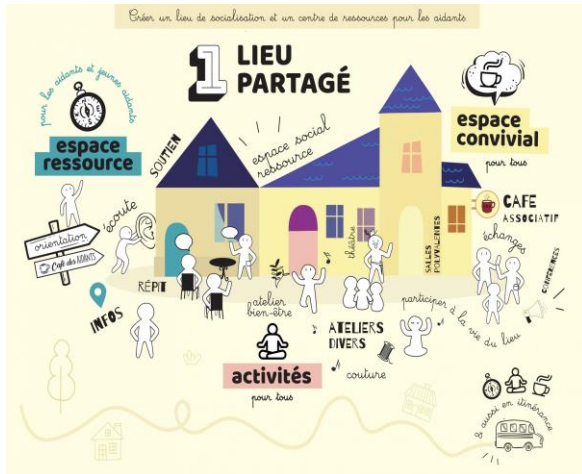 Créer un lieu de socialisation et un centre de ressources pour les aidants
1 LIEU
PARTAGÉ
pour les aidants et jeunes aidants
espace
ressource
SOUTIEN
espace social
ressource
espace
convivial
pour tous
CAFE
ASSOCIATIF
écoute
orientation
Café des AIDANTS
RÉPIT
INFOS
théâtre
SALLES
POLYVALENTES
échanges
CONFÉRENCES
atelier
bien-être
ATELIERS
DIVERS
participer à la vie du lieu
couture
activités
pour tous
& aussi en itinérance